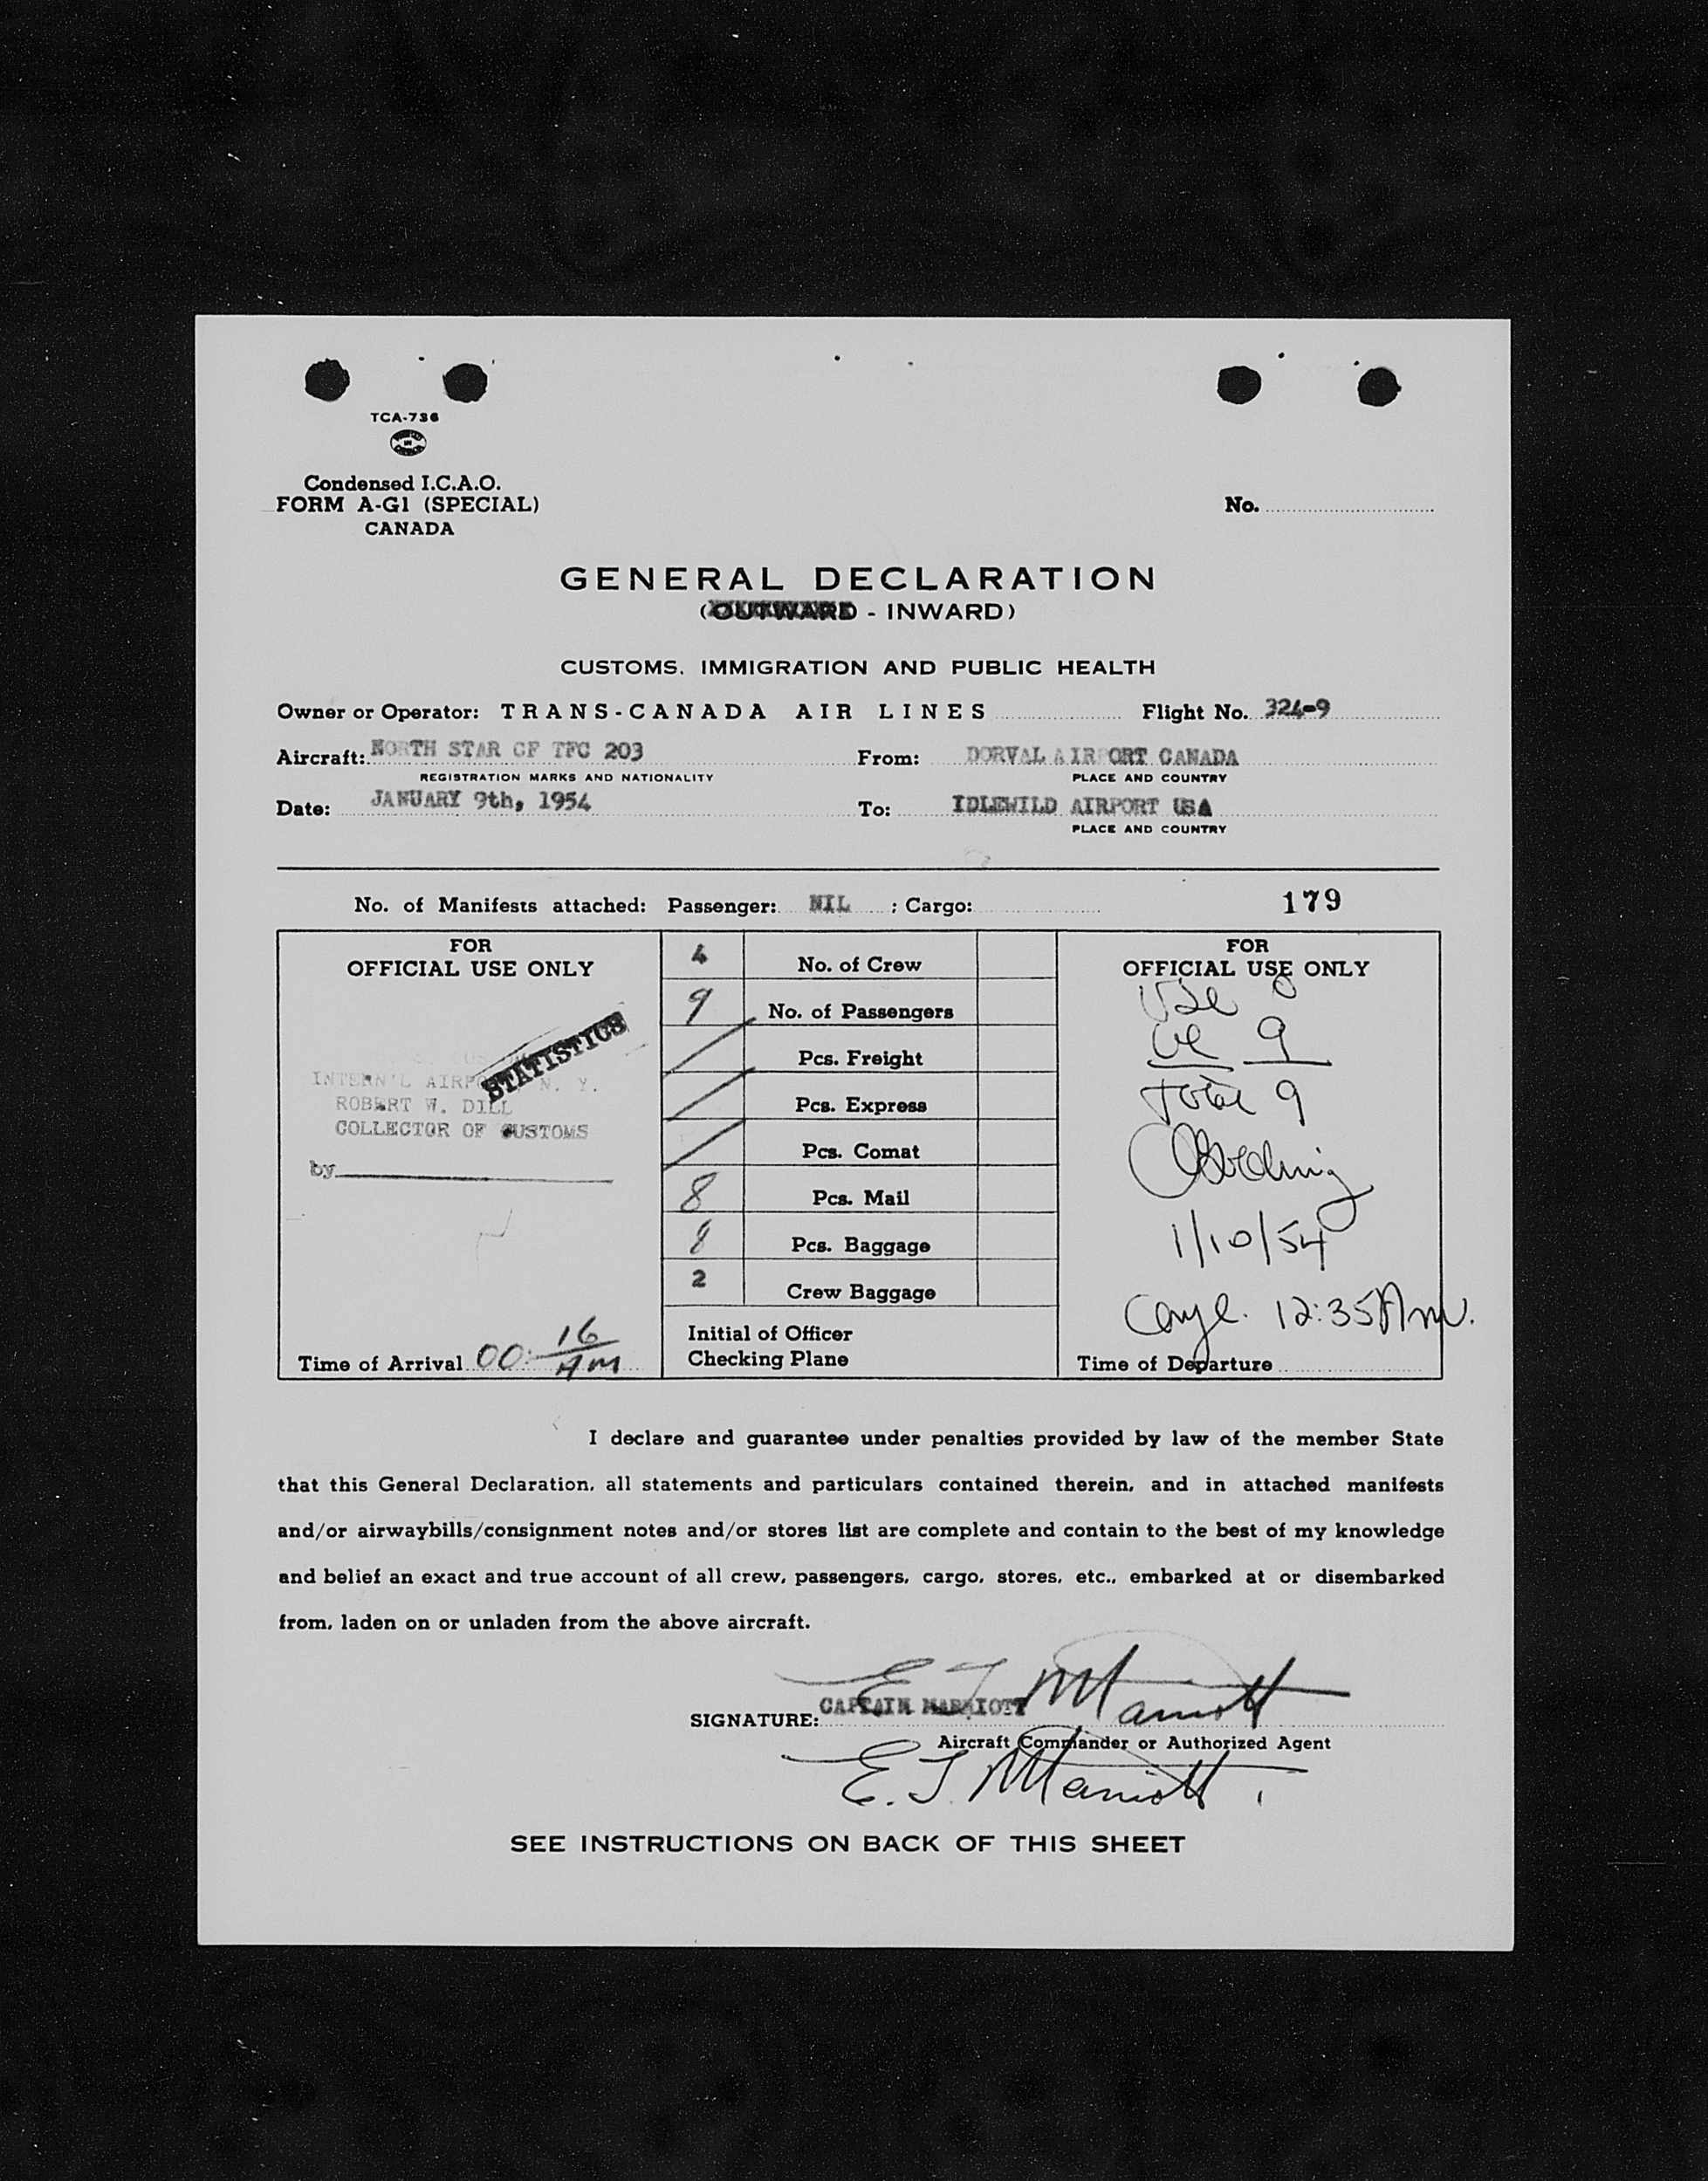 TCA-736
Condensed I.C.A.O.
FORM A-G1 (SPECIAL)
CANADA
No.
GENERAL DECLARATION
(OUTWARD - INWARD)
CUSTOMS, IMMIGRATION AND PUBLIC HEALTH
Owner or Operator: TRANS-CANADA AIR LINES Flight No. 324-9
Aircraft: NORTH STAR CF TFC 203 From: DORVAL AIRPORT CANADA
REGISTRATION MARKS AND NATIONALITY PLACE AND COUNTRY
Date: JANUARY 9th, 1954 To: IDLEWILD AIRPORT USA
PLACE AND COUNTRY
No. of Manifests attached: Passenger: NIL ; Cargo: 179
FOR
OFFICIAL USE ONLY
STATISTICS
INTERN'L AIRPO N. Y.
ROBERT W. DILL
COLLECTOR OF CUSTOMS
by
Time of Arrival 00:16 AM
4 No. of Crew
9 No. of Passengers
Pcs. Freight
Pcs. Express
Pcs. Comat
8 Pcs. Mail
8 Pcs. Baggage
2 Crew Baggage
Initial of Officer
Checking Plane
FOR
OFFICIAL USE ONLY
0
9
Total 9
1/10/54
12:35 Am.
Time of Departure
I declare and guarantee under penalties provided by law of the member State
that this General Declaration, all statements and particulars contained therein, and in attached manifests
and/or airwaybills/consignment notes and/or stores list are complete and contain to the best of my knowledge
and belief an exact and true account of all crew, passengers, cargo, stores, etc., embarked at or disembarked
from, laden on or unladen from the above aircraft.
E J Marriott
SIGNATURE: CAPTAIN MARRIOTT
Aircraft Commander or Authorized Agent
E. J. Marriott
SEE INSTRUCTIONS ON BACK OF THIS SHEET